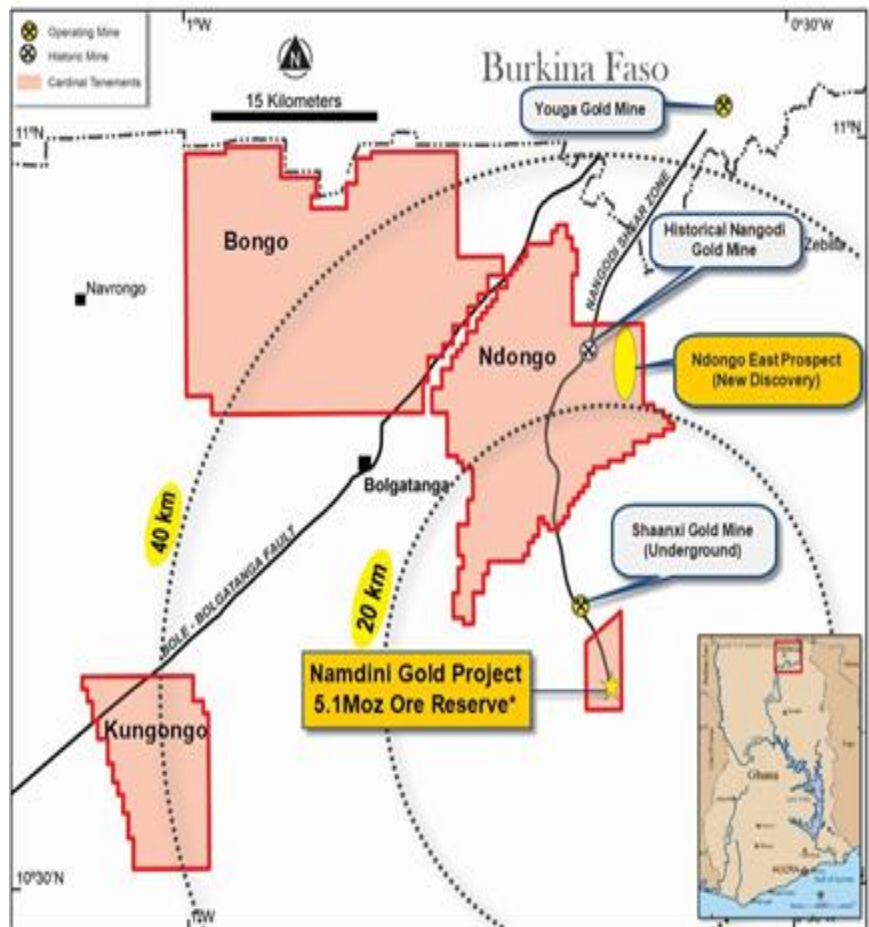 1°W
0°30'W
Operating Mine
Historic Mine
Cardinal Tenements
N
15 Kilometers
Burkina Faso
Youga Gold Mine
11°N
11°N
NANGODI SHEAR ZONE
Historical Nangodi
Gold Mine
Bongo
Navrongo
Ndongo
Ndongo East Prospect
(New Discovery)
Bolgatanga
40 km
BOLE - BOLGATANGA FAULT
20 km
Shaanxi Gold Mine
(Underground)
Namdini Gold Project
5.1Moz Ore Reserve*
Kungongo
Ghana
10°30'N